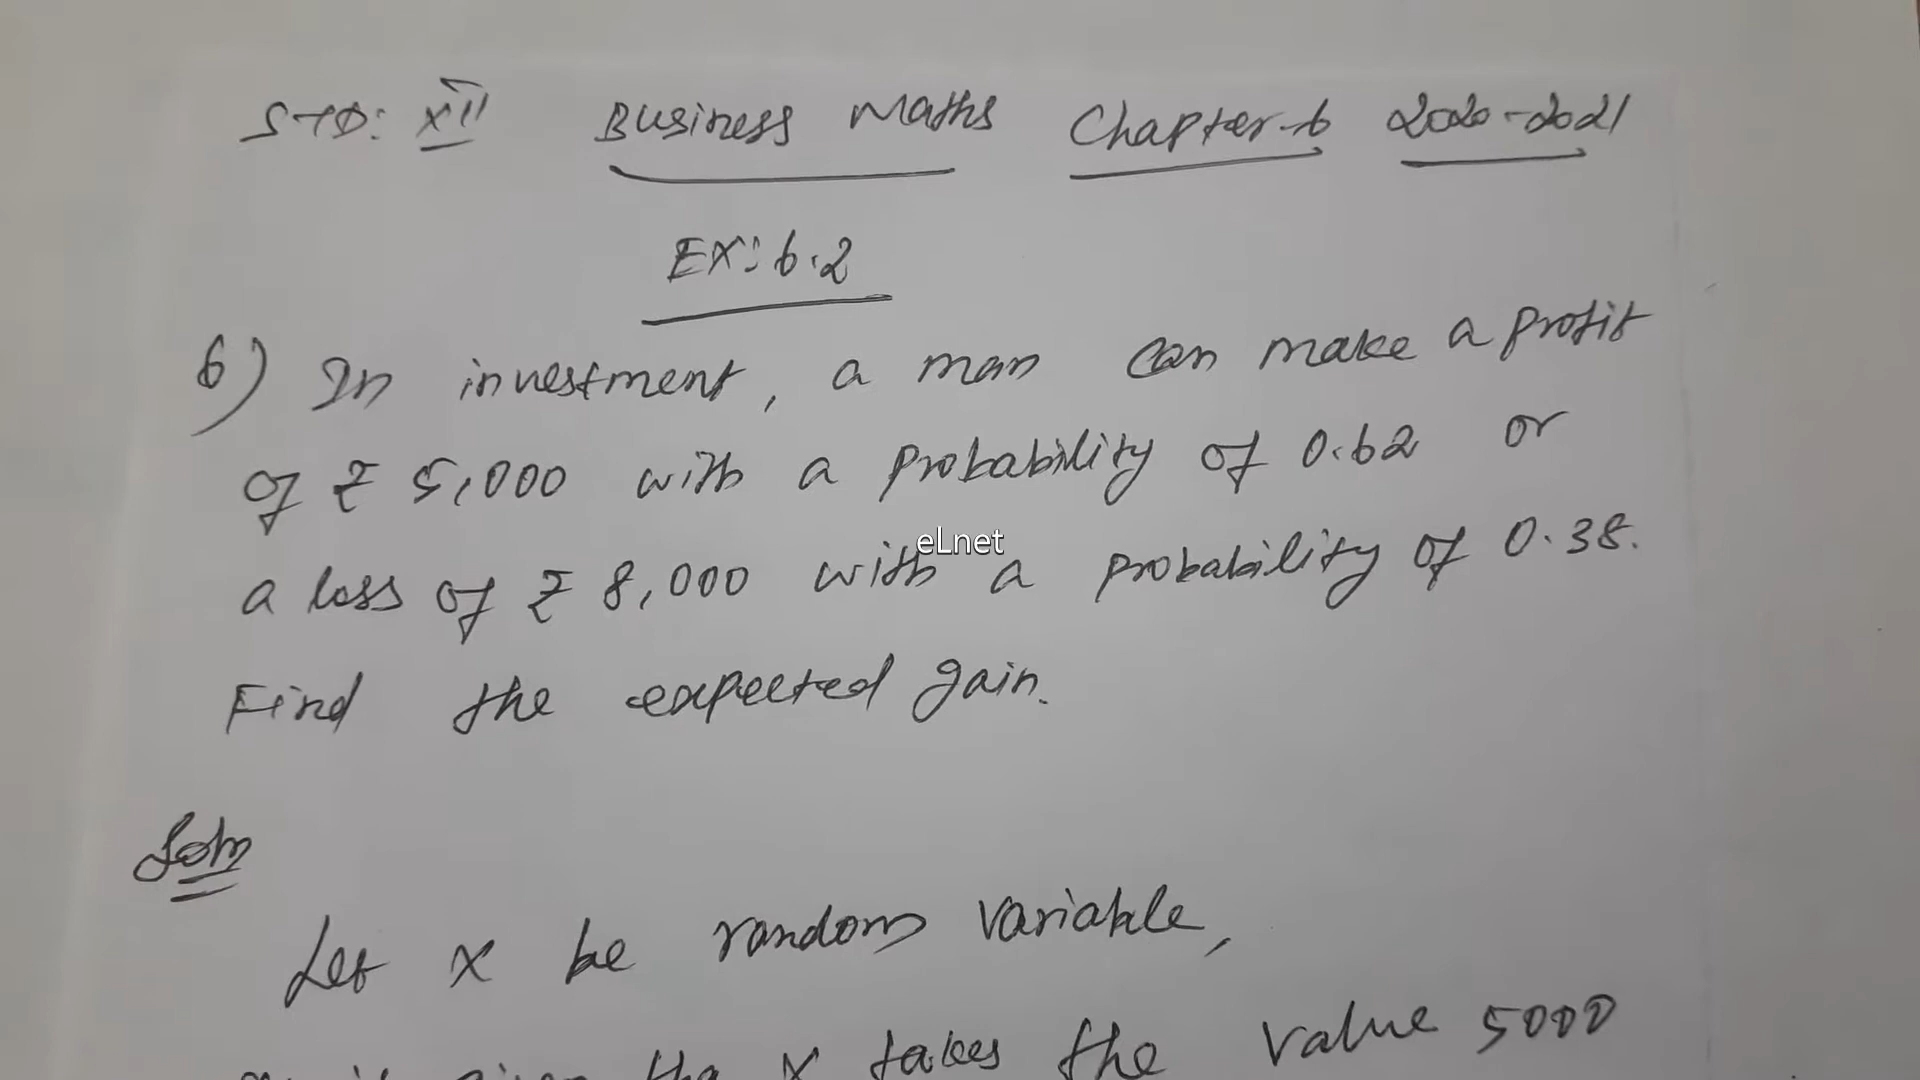 STD: XII Business Maths Chapter-6 2020-2021
EX: 6.2
6) In investment, a man can make a profit
of ₹ 5,000 with a probability of 0.62 or
eLnet
a loss of ₹ 8,000 with a probability of 0.38.
Find the expected gain.
Soln
Let x be random variable,
takes the value 5000